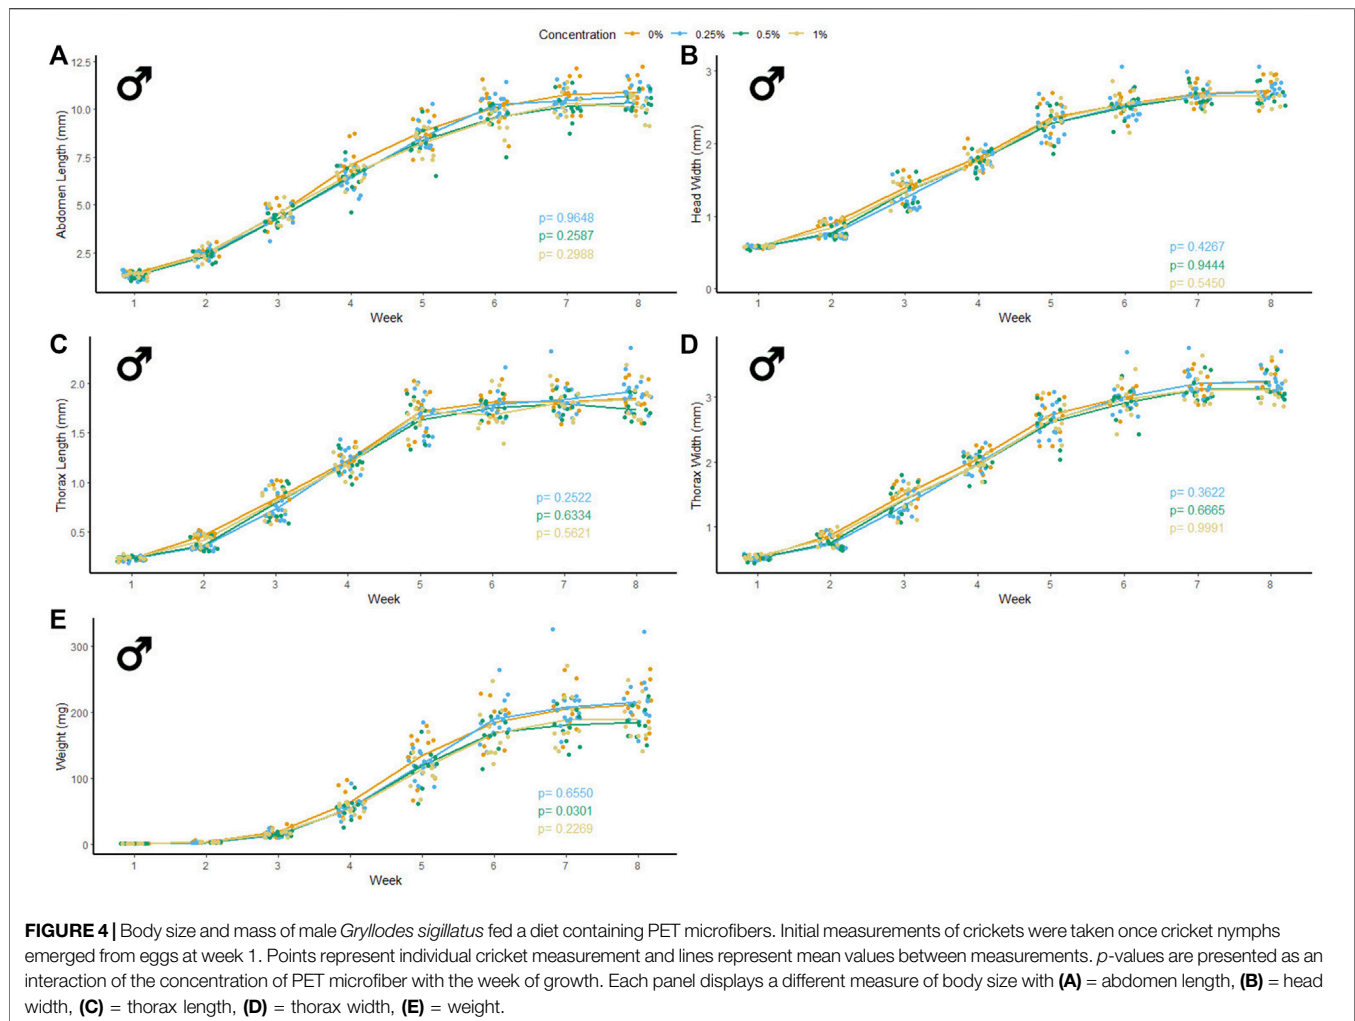 Concentration 0% 0.25% 0.5% 1%
A
12.5
10.0
7.5
5.0
2.5
Abdomen Length (mm)
p= 0.9648
p= 0.2587
p= 0.2988
1 2 3 4 5 6 7 8
Week
B
3
2
1
0
Head Width (mm)
p= 0.4267
p= 0.9444
p= 0.5450
1 2 3 4 5 6 7 8
Week
C
2.0
1.5
1.0
0.5
Thorax Length (mm)
p= 0.2522
p= 0.6334
p= 0.5621
1 2 3 4 5 6 7 8
Week
D
3
2
1
Thorax Width (mm)
p= 0.3622
p= 0.6665
p= 0.9991
1 2 3 4 5 6 7 8
Week
E
300
200
100
0
Weight (mg)
p= 0.6550
p= 0.0301
p= 0.2269
1 2 3 4 5 6 7 8
Week
FIGURE 4 | Body size and mass of male Gryllodes sigillatus fed a diet containing PET microfibers. Initial measurements of crickets were taken once cricket nymphs
emerged from eggs at week 1. Points represent individual cricket measurement and lines represent mean values between measurements. p-values are presented as an
interaction of the concentration of PET microfiber with the week of growth. Each panel displays a different measure of body size with (A) = abdomen length, (B) = head
width, (C) = thorax length, (D) = thorax width, (E) = weight.